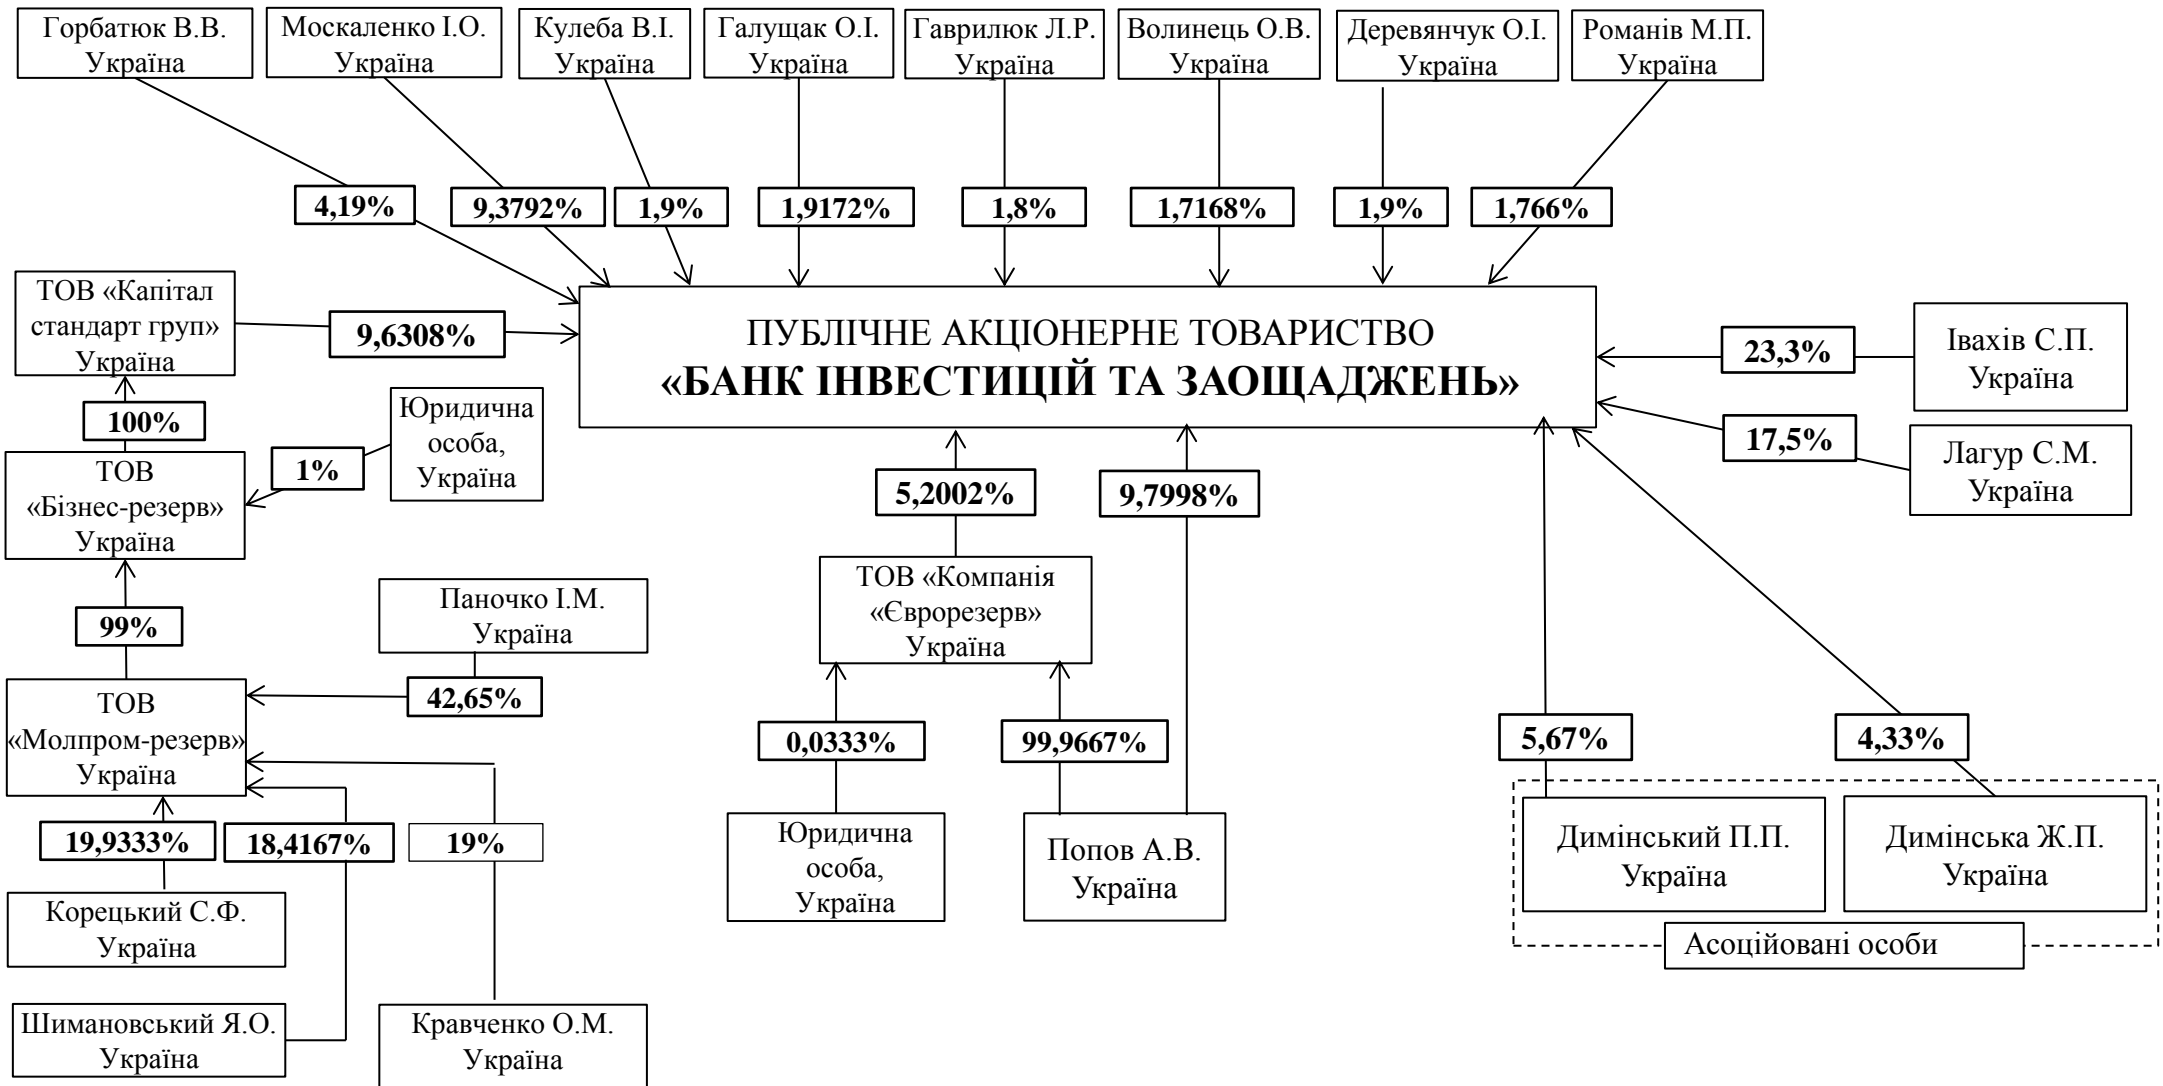 Горбатюк В.В.
Україна
Москаленко І.О.
Україна
Кулеба В.І.
Україна
Галущак О.І.
Україна
Гаврилюк Л.Р.
Україна
Волинець О.В.
Україна
Деревянчук О.І.
Україна
Романів М.П.
Україна
4,19%
9,3792%
1,9%
1,9172%
1,8%
1,7168%
1,9%
1,766%
ТОВ «Капітал
стандарт груп»
Україна
9,6308%
ПУБЛІЧНЕ АКЦІОНЕРНЕ ТОВАРИСТВО
«БАНК ІНВЕСТИЦІЙ ТА ЗАОЩАДЖЕНЬ»
23,3%
Івахів С.П.
Україна
17,5%
Лагур С.М.
Україна
100%
Юридична
особа,
Україна
1%
ТОВ
«Бізнес-резерв»
Україна
5,2002%
9,7998%
99%
Паночко І.М.
Україна
42,65%
ТОВ «Компанія
«Єврорезерв»
Україна
ТОВ
«Молпром-резерв»
Україна
0,0333%
99,9667%
5,67%
4,33%
19,9333%
18,4167%
19%
Юридична
особа,
Україна
Попов А.В.
Україна
Димінський П.П.
Україна
Димінська Ж.П.
Україна
Асоційовані особи
Корецький С.Ф.
Україна
Шимановський Я.О.
Україна
Кравченко О.М.
Україна